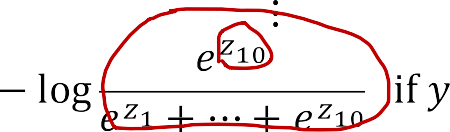 ⋮
− log e^{z_{10}} / (e^{z_1} + ⋯ + e^{z_{10}}) if y